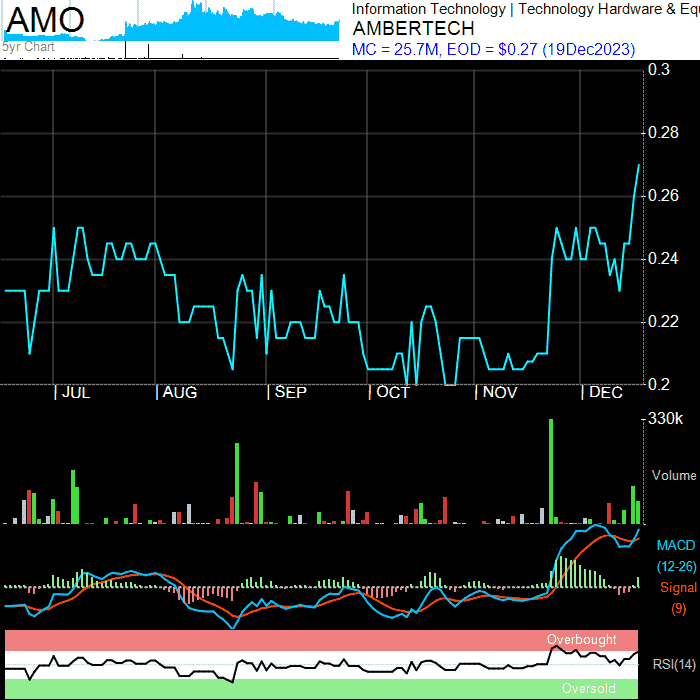 AMO
5yr Chart
Information Technology | Technology Hardware & Equ
AMBERTECH
MC = 25.7M, EOD = $0.27 (19Dec2023)
0.3
0.28
0.26
0.24
0.22
0.2
JUL AUG SEP OCT NOV DEC
330k
Volume
MACD
(12-26)
Signal
(9)
Overbought
RSI(14)
Oversold